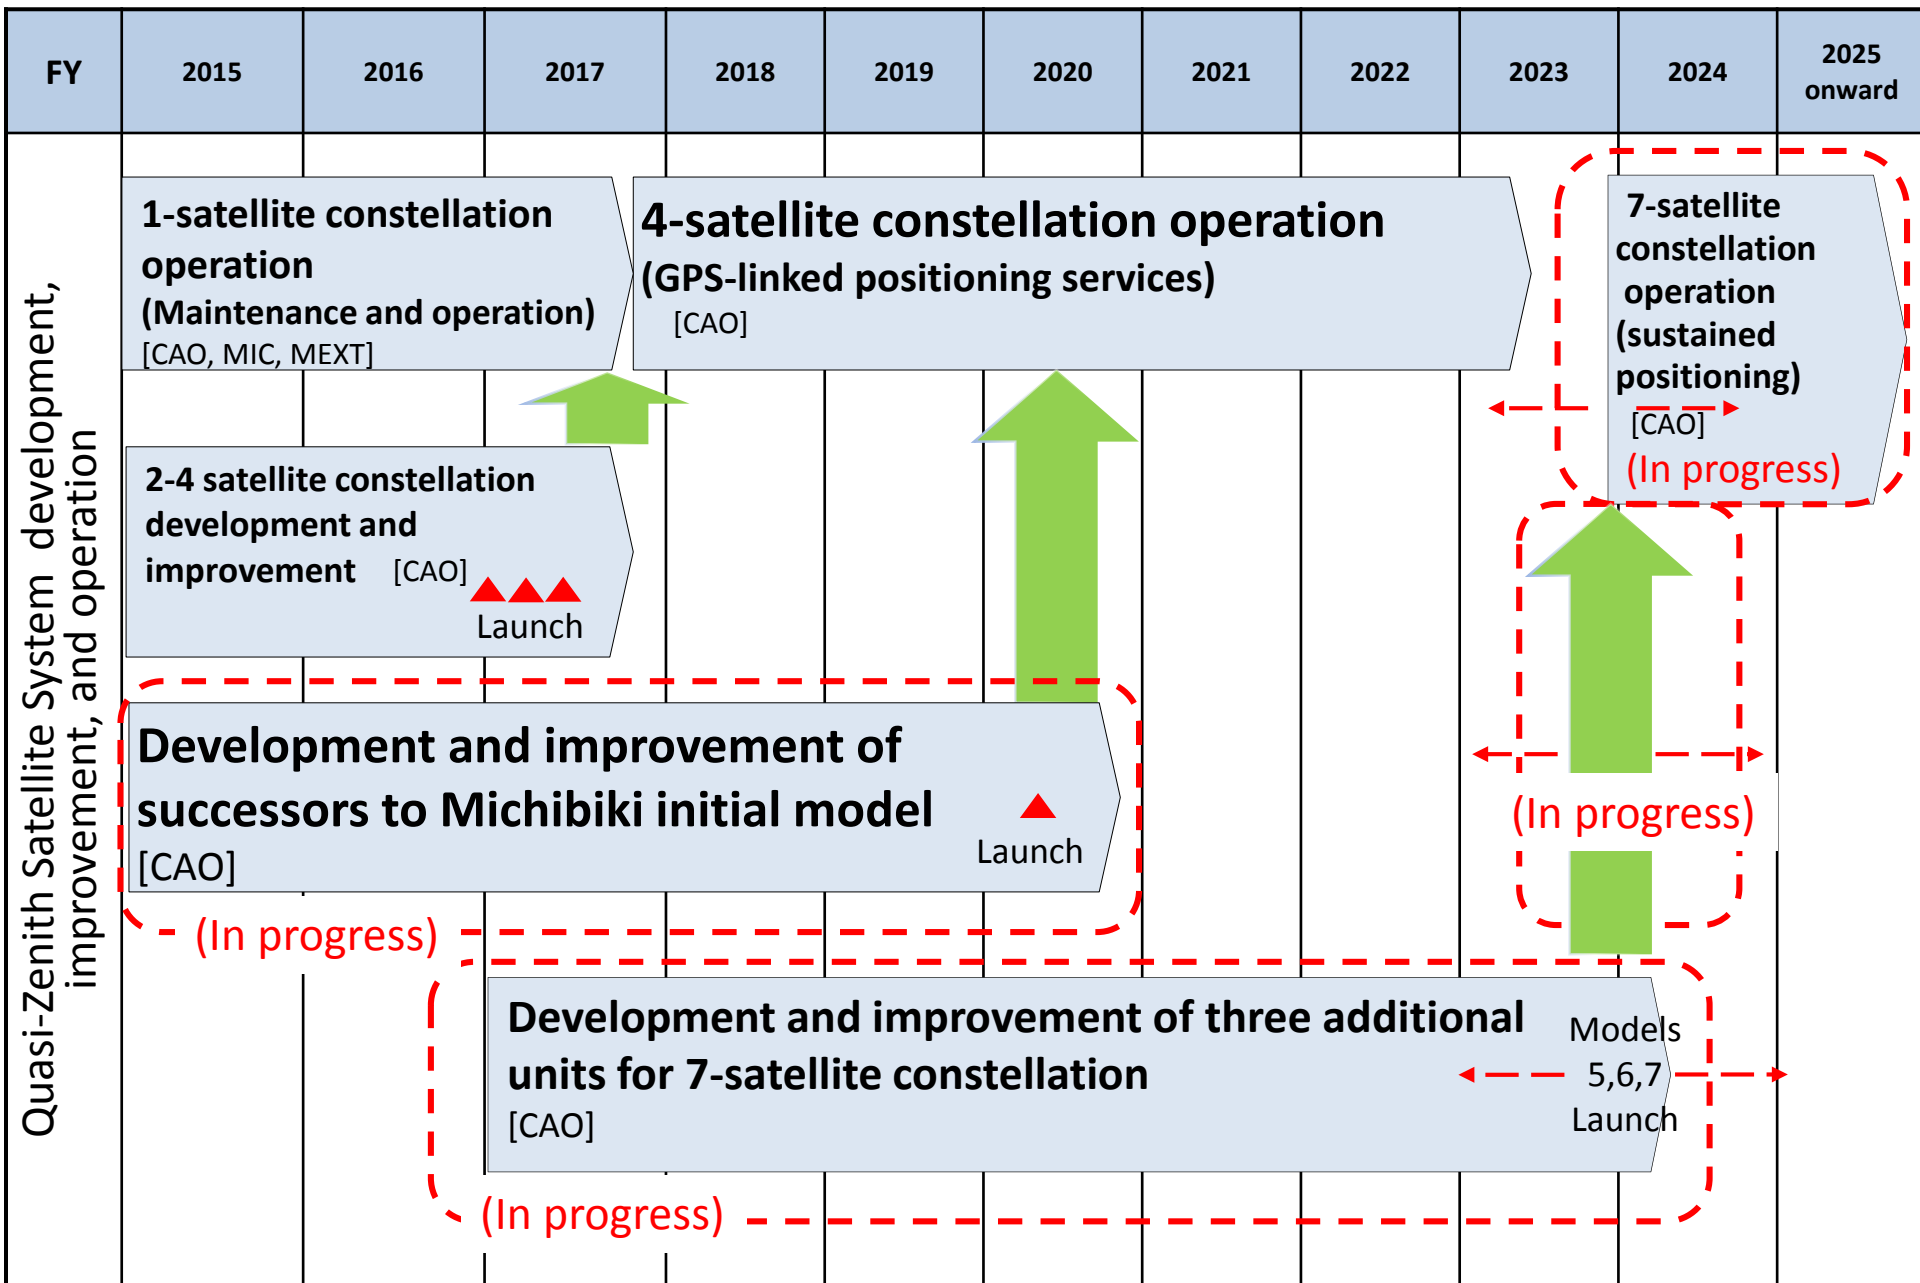 FY
2015
2016
2017
2018
2019
2020
2021
2022
2023
2024
2025
onward
Quasi-Zenith Satellite System development,
improvement, and operation
1-satellite constellation
operation
(Maintenance and operation)
[CAO, MIC, MEXT]
4-satellite constellation operation
(GPS-linked positioning services)
[CAO]
7-satellite
constellation
operation
(sustained
positioning)
[CAO]
(In progress)
2-4 satellite constellation
development and
improvement [CAO]
Launch
Development and improvement of
successors to Michibiki initial model
[CAO]
Launch
(In progress)
(In progress)
Development and improvement of three additional
units for 7-satellite constellation
[CAO]
Models
5,6,7
Launch
(In progress)